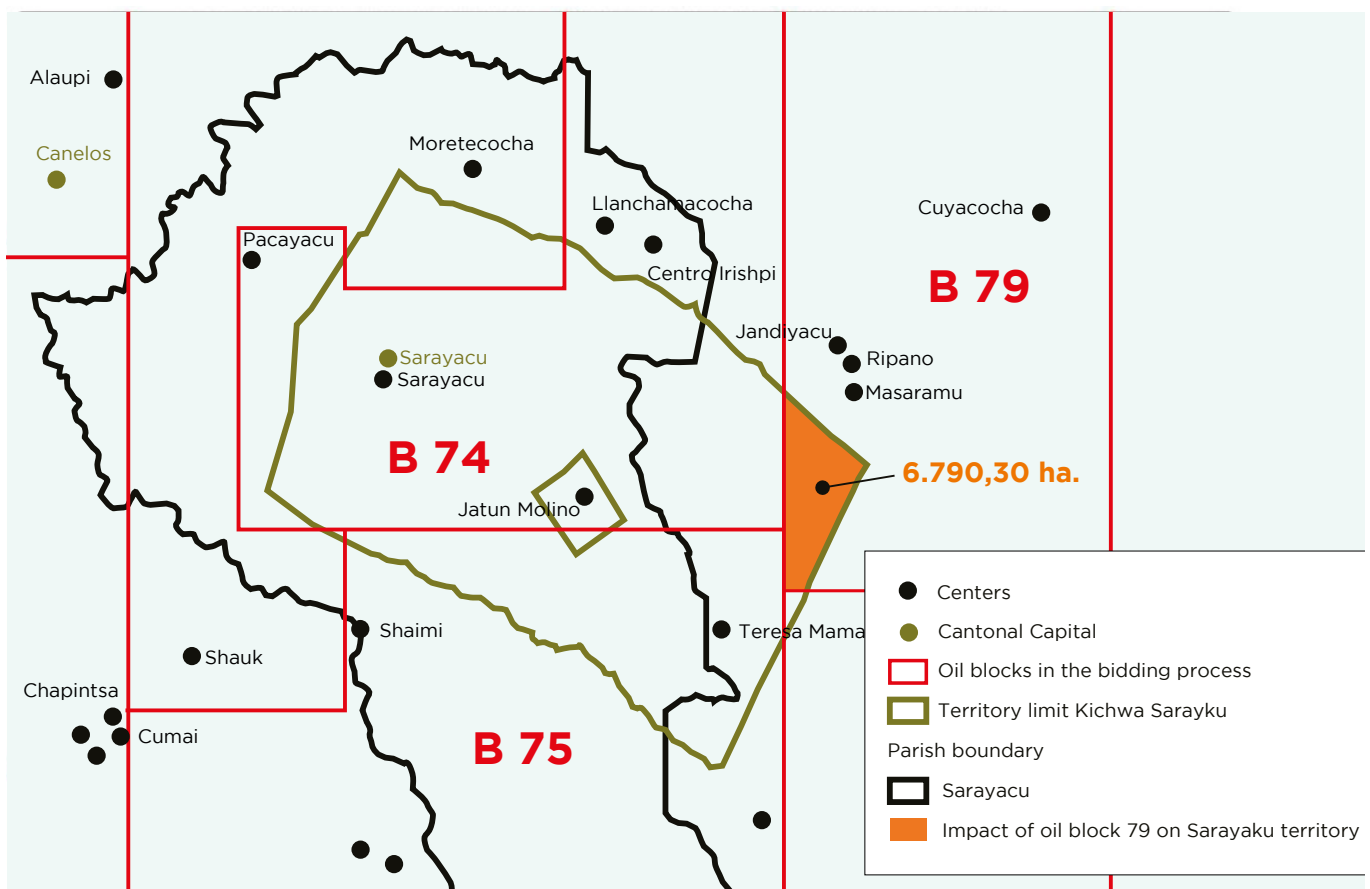 Alaupi
Canelos
Moretecocha
Llanchamacocha
Cuyacocha
Pacayacu
Centro Irishpi
B 79
Jandiyacu
Ripano
Masaramu
Sarayacu
Sarayacu
B 74
6.790,30 ha.
Jatun Molino
Shaimi
Teresa Mama
Shauk
Chapintsa
Cumai
B 75
Centers
Cantonal Capital
Oil blocks in the bidding process
Territory limit Kichwa Sarayku
Parish boundary
Sarayacu
Impact of oil block 79 on Sarayaku territory